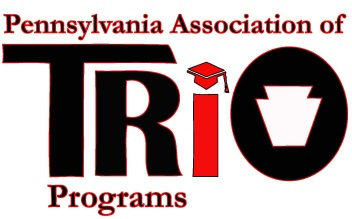 Pennsylvania Association of
TRiO
Programs